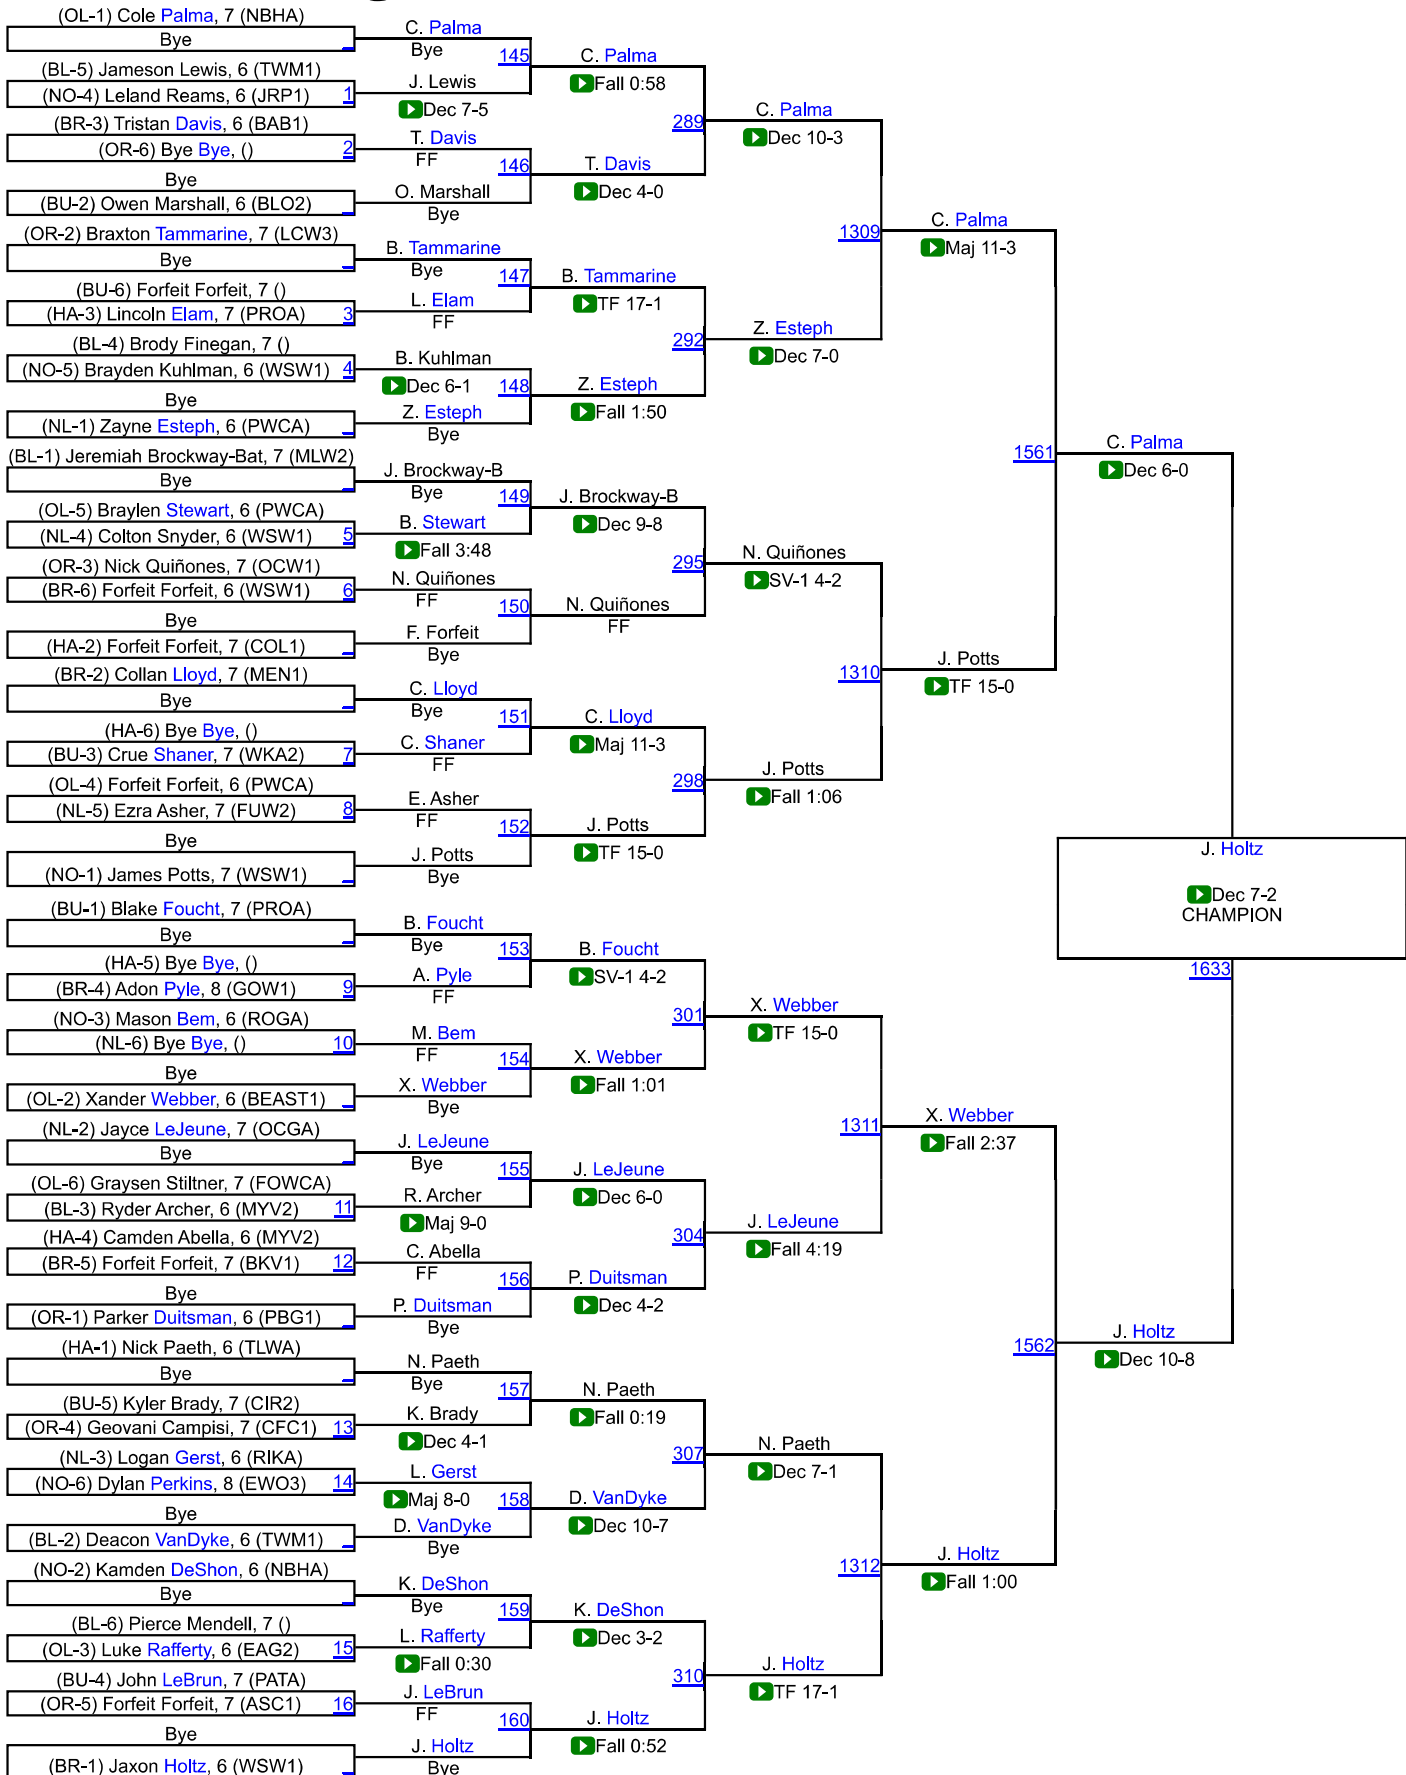 (OL-1) Cole Palma, 7 (NBHA)
Bye
(BL-5) Jameson Lewis, 6 (TWM1)
(NO-4) Leland Reams, 6 (JRP1) 1
(BR-3) Tristan Davis, 6 (BAB1)
(OR-6) Bye Bye, () 2
Bye
(BU-2) Owen Marshall, 6 (BLO2)
(OR-2) Braxton Tammarine, 7 (LCW3)
Bye
(BU-6) Forfeit Forfeit, 7 ()
(HA-3) Lincoln Elam, 7 (PROA) 3
(BL-4) Brody Finegan, 7 ()
(NO-5) Brayden Kuhlman, 6 (WSW1) 4
Bye
(NL-1) Zayne Esteph, 6 (PWCA)
(BL-1) Jeremiah Brockway-Bat, 7 (MLW2)
Bye
(OL-5) Braylen Stewart, 6 (PWCA)
(NL-4) Colton Snyder, 6 (WSW1) 5
(OR-3) Nick Quiñones, 7 (OCW1)
(BR-6) Forfeit Forfeit, 6 (WSW1) 6
Bye
(HA-2) Forfeit Forfeit, 7 (COL1)
(BR-2) Collan Lloyd, 7 (MEN1)
Bye
(HA-6) Bye Bye, ()
(BU-3) Crue Shaner, 7 (WKA2) 7
(OL-4) Forfeit Forfeit, 6 (PWCA)
(NL-5) Ezra Asher, 7 (FUW2) 8
Bye
(NO-1) James Potts, 7 (WSW1)
(BU-1) Blake Foucht, 7 (PROA)
Bye
(HA-5) Bye Bye, ()
(BR-4) Adon Pyle, 8 (GOW1) 9
(NO-3) Mason Bem, 6 (ROGA)
(NL-6) Bye Bye, () 10
Bye
(OL-2) Xander Webber, 6 (BEAST1)
(NL-2) Jayce LeJeune, 7 (OCGA)
Bye
(OL-6) Graysen Stiltner, 7 (FOWCA)
(BL-3) Ryder Archer, 6 (MYV2) 11
(HA-4) Camden Abella, 6 (MYV2)
(BR-5) Forfeit Forfeit, 7 (BKV1) 12
Bye
(OR-1) Parker Duitsman, 6 (PBG1)
(HA-1) Nick Paeth, 6 (TLWA)
Bye
(BU-5) Kyler Brady, 7 (CIR2)
(OR-4) Geovani Campisi, 7 (CFC1) 13
(NL-3) Logan Gerst, 6 (RIKA)
(NO-6) Dylan Perkins, 8 (EWO3) 14
Bye
(BL-2) Deacon VanDyke, 6 (TWM1)
(NO-2) Kamden DeShon, 6 (NBHA)
Bye
(BL-6) Pierce Mendell, 7 ()
(OL-3) Luke Rafferty, 6 (EAG2) 15
(BU-4) John LeBrun, 7 (PATA)
(OR-5) Forfeit Forfeit, 7 (ASC1) 16
Bye
(BR-1) Jaxon Holtz, 6 (WSW1)
C. Palma
Bye
145
J. Lewis
Dec 7-5
T. Davis
FF
146
O. Marshall
Bye
B. Tammarine
Bye
147
L. Elam
FF
B. Kuhlman
Dec 6-1
148
Z. Esteph
Bye
J. Brockway-B
Bye
149
B. Stewart
Fall 3:48
N. Quiñones
FF
150
F. Forfeit
Bye
C. Lloyd
Bye
151
C. Shaner
FF
E. Asher
FF
152
J. Potts
Bye
B. Foucht
Bye
153
A. Pyle
FF
M. Bem
FF
154
X. Webber
Bye
J. LeJeune
Bye
155
R. Archer
Maj 9-0
C. Abella
FF
156
P. Duitsman
Bye
N. Paeth
Bye
157
K. Brady
Dec 4-1
L. Gerst
Maj 8-0
158
D. VanDyke
Bye
K. DeShon
Bye
159
L. Rafferty
Fall 0:30
J. LeBrun
FF
160
J. Holtz
Bye
C. Palma
Fall 0:58
289
T. Davis
Dec 4-0
B. Tammarine
TF 17-1
292
Z. Esteph
Fall 1:50
J. Brockway-B
Dec 9-8
295
N. Quiñones
FF
C. Lloyd
Maj 11-3
298
J. Potts
TF 15-0
B. Foucht
SV-1 4-2
301
X. Webber
Fall 1:01
J. LeJeune
Dec 6-0
304
P. Duitsman
Dec 4-2
N. Paeth
Fall 0:19
307
D. VanDyke
Dec 10-7
K. DeShon
Dec 3-2
310
J. Holtz
Fall 0:52
C. Palma
Dec 10-3
1309
Z. Esteph
Dec 7-0
N. Quiñones
SV-1 4-2
1310
J. Potts
Fall 1:06
X. Webber
TF 15-0
1311
J. LeJeune
Fall 4:19
N. Paeth
Dec 7-1
1312
J. Holtz
TF 17-1
C. Palma
Maj 11-3
1561
J. Potts
TF 15-0
X. Webber
Fall 2:37
1562
J. Holtz
Fall 1:00
C. Palma
Dec 6-0
J. Holtz
Dec 7-2
CHAMPION
1633
J. Holtz
Dec 10-8